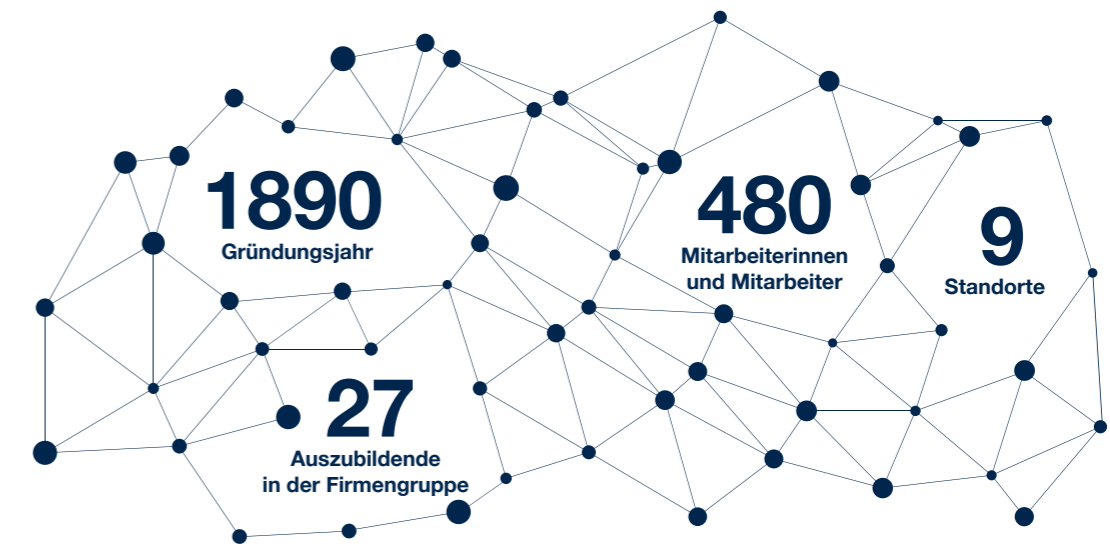 1890
Gründungsjahr
480
Mitarbeiterinnen
und Mitarbeiter
9
Standorte
27
Auszubildende
in der Firmengruppe